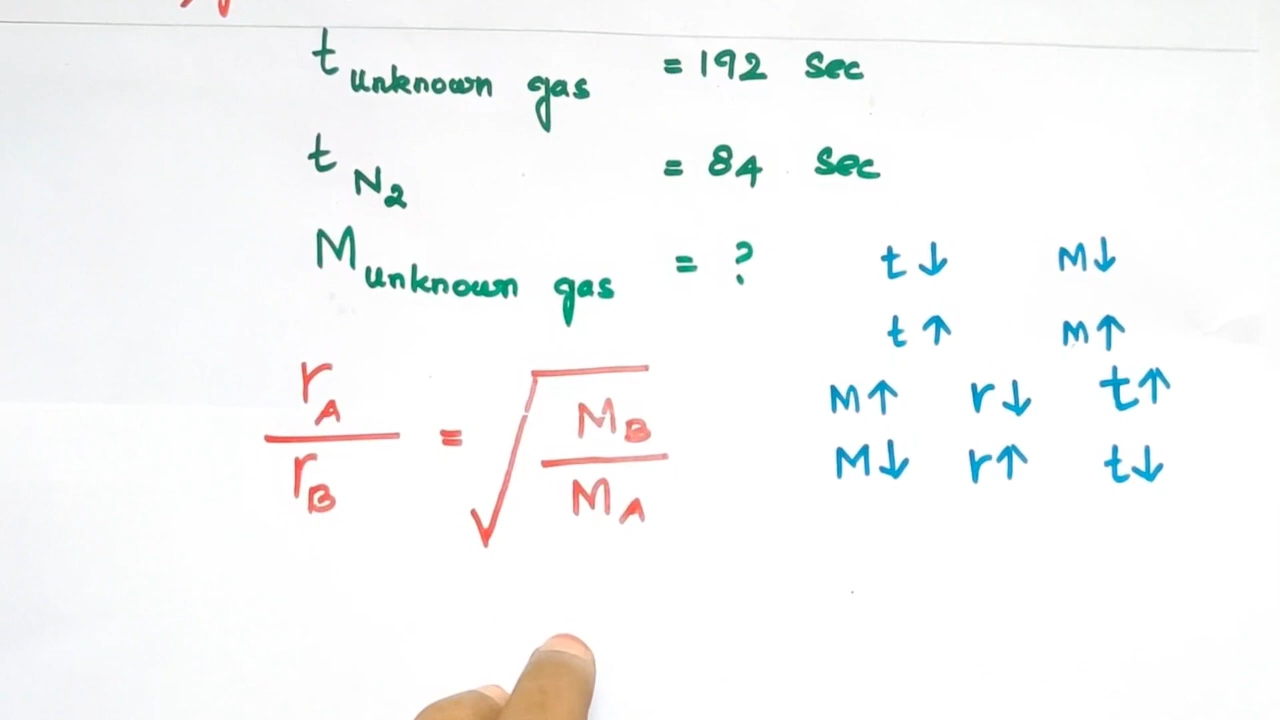 t unknown gas = 192 sec
t N2 = 84 sec
M unknown gas = ?
t↓ M↓
t↑ M↑
M↑ r↓ t↑
M↓ r↑ t↓
rA / rB = √ MB / MA